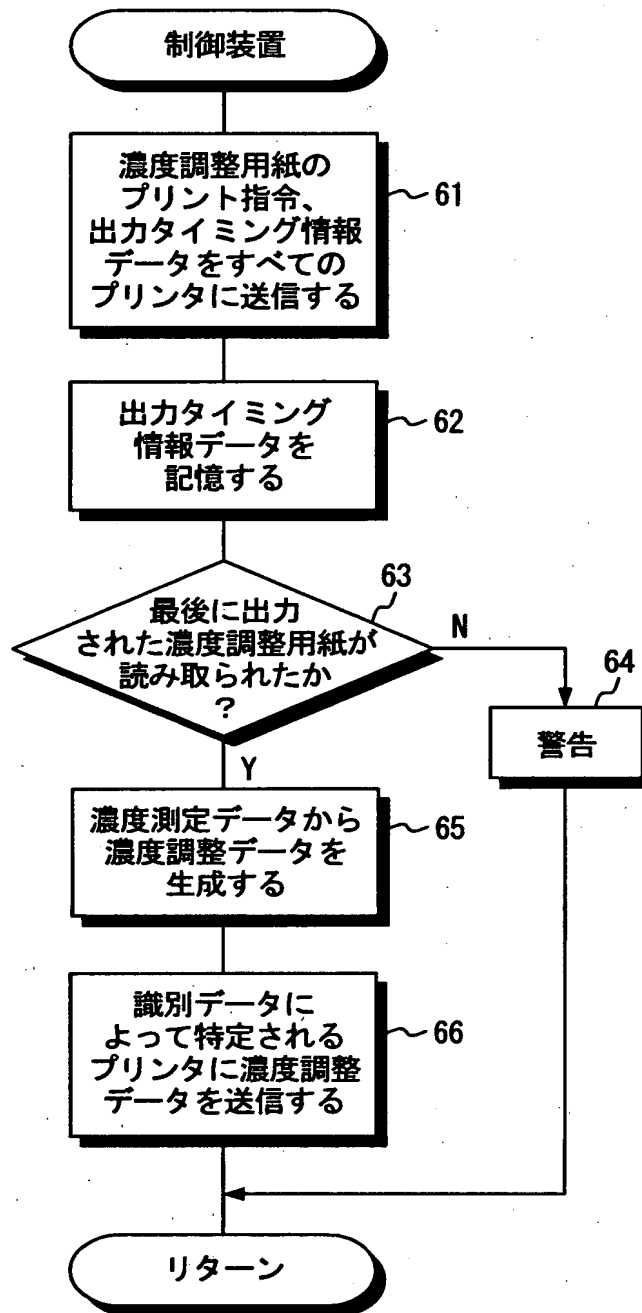 制御装置
濃度調整用紙の
プリント指令、
出力タイミング情報
データをすべての
プリンタに送信する
61
出力タイミング
情報データを
記憶する
62
63
最後に出力
された濃度調整用紙が
読み取られたか
?
N
64
警告
Y
濃度測定データから
濃度調整データを
生成する
65
識別データに
よって特定される
プリンタに濃度調整
データを送信する
66
リターン